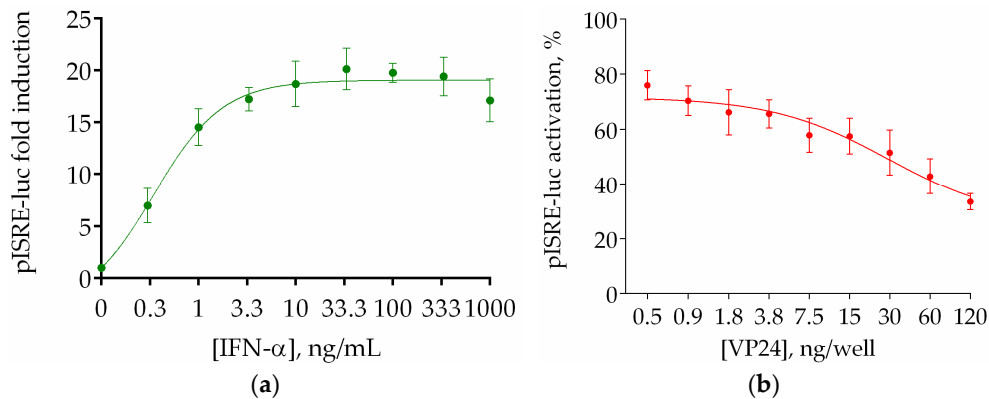 pISRE-luc fold induction
25
20
15
10
5
0
0 0.3 1 3.3 10 33.3 100 333 1000
[IFN-α], ng/mL
(a)
pISRE-luc activation, %
100
80
60
40
20
0
0.5 0.9 1.8 3.8 7.5 15 30 60 120
[VP24], ng/well
(b)